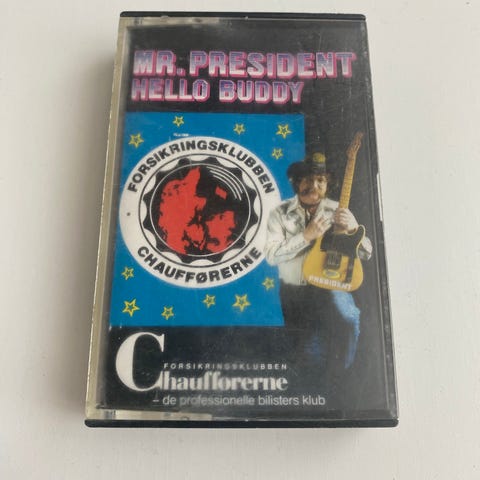 MR. PRESIDENT
HELLO BUDDY
FORSIKRINGSKLUBBEN
CHAUFFØRERNE
PRESIDENT
FORSIKRINGSKLUBBEN
Chaufførerne
– de professionelle bilisters klub